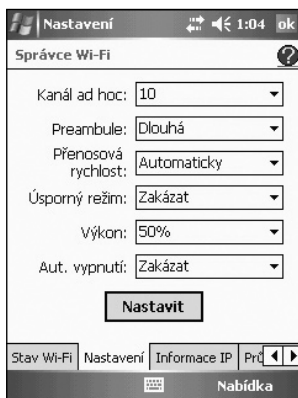 Nastavení 1:04 ok
Správce Wi-Fi
Kanál ad hoc: 10
Preambule: Dlouhá
Přenosová rychlost: Automaticky
Úsporný režim: Zakázat
Výkon: 50%
Aut. vypnutí: Zakázat
Nastavit
Stav Wi-Fi Nastavení Informace IP
Nabídka